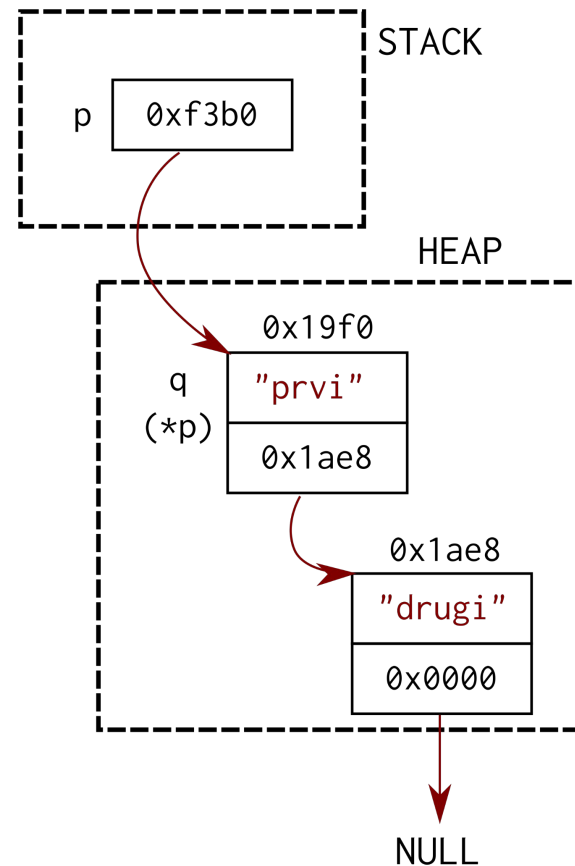 STACK
p 0xf3b0
HEAP
0x19f0
q "prvi"
(*p)
0x1ae8
0x1ae8
"drugi"
0x0000
NULL